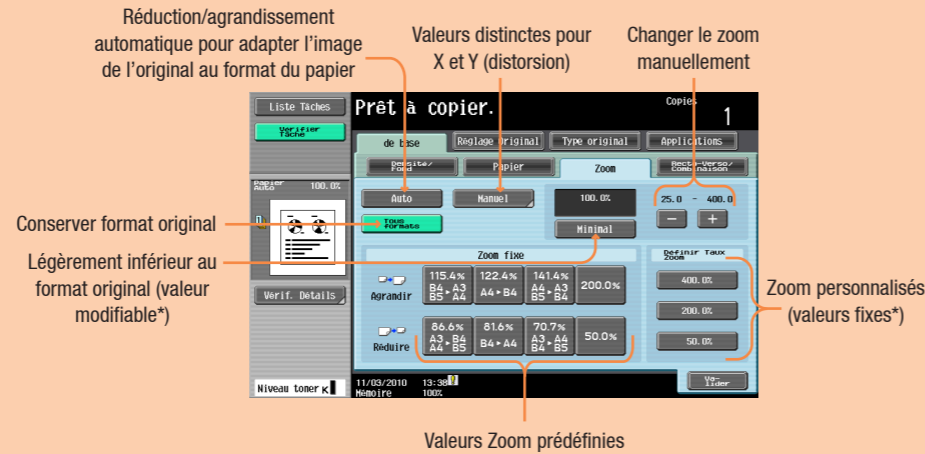 Réduction/agrandissement
automatique pour adapter l'image
de l'original au format du papier
Valeurs distinctes pour
X et Y (distorsion)
Changer le zoom
manuellement
Liste Tâches
Prêt à copier.
Copies
1
Vérifier
Tâche
de base
Réglage Original
Type original
Applications
Densité/
Fond
Papier
Zoom
Recto-Verso/
Combinaison
Papier
Auto
100.0%
Auto
Manuel
100.0%
25.0 - 400.0
Tous
formats
Minimal
− +
Conserver format original
Légèrement inférieur au
format original (valeur
modifiable*)
Zoom fixe
Définir Taux
Zoom
Agrandir
115.4%
B4▸A3
B5▸A4
122.4%
A4▸B4
141.4%
A4▸A3
B5▸B4
200.0%
400.0%
200.0%
50.0%
Zoom personnalisés
(valeurs fixes*)
Vérif. Détails
Réduire
86.6%
A3▸B4
A4▸B5
81.6%
B4▸A4
70.7%
A3▸A4
B4▸B5
50.0%
Niveau toner K
11/03/2010 13:38
Mémoire 100%
Va-
lider
Valeurs Zoom prédéfinies